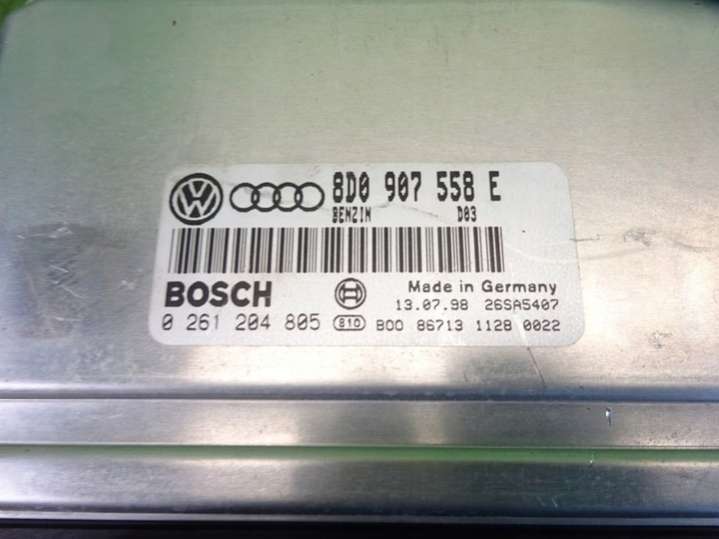 8D0 907 558 E
BENZIN D03
BOSCH
Made in Germany
13.07.98 26SA5407
0 261 204 805 810 B00 86713 1128 0022